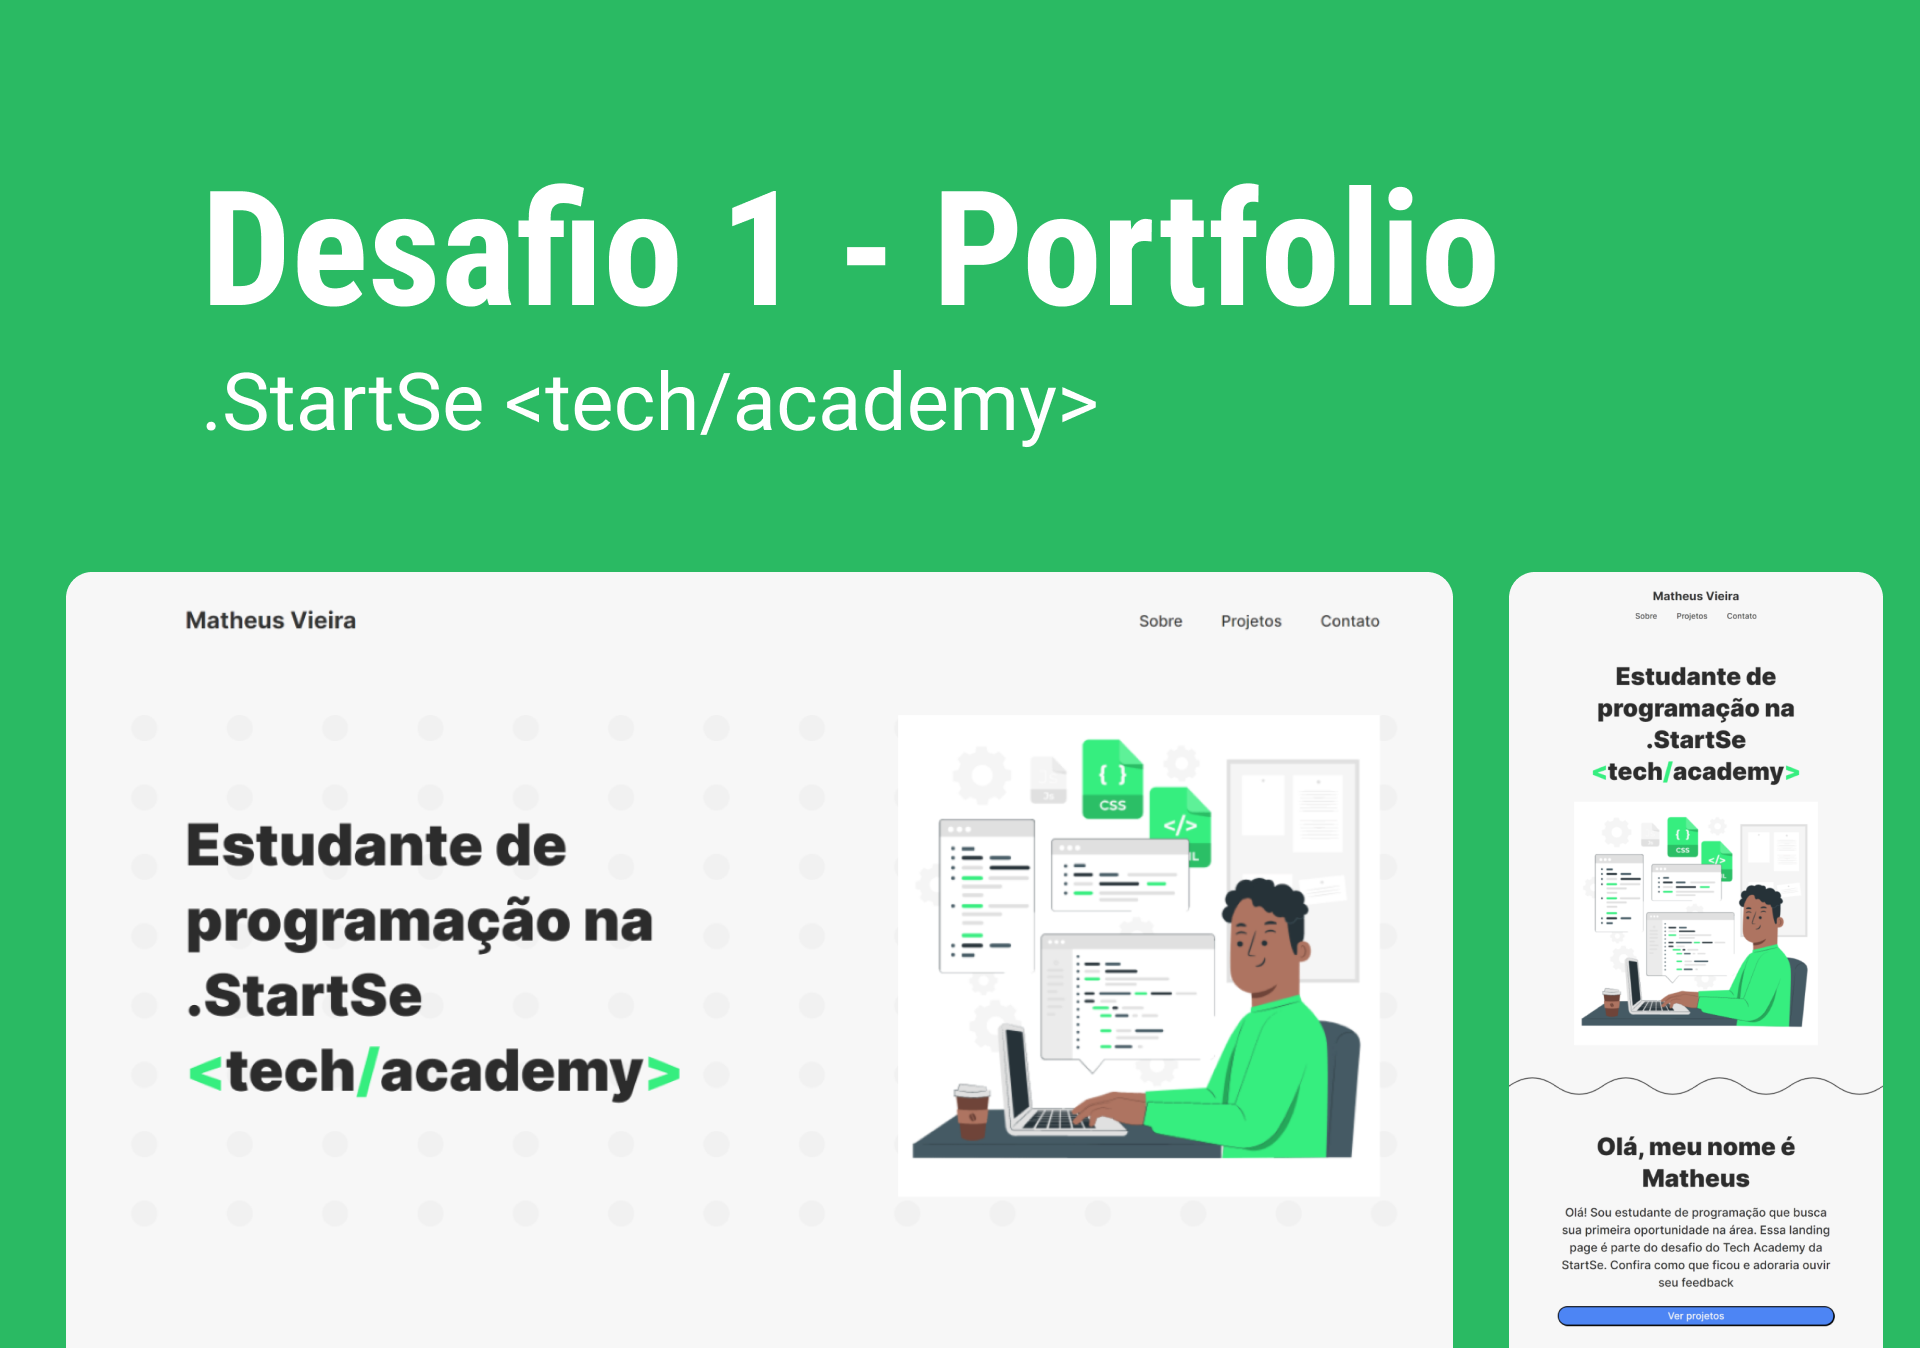 Desafio 1 - Portfolio
.StartSe <tech/academy>
Matheus Vieira
Sobre Projetos Contato
Estudante de
programação na
.StartSe
<tech/academy>
Js
{ }
CSS
</>
Matheus Vieira
Sobre Projetos Contato
Estudante de
programação na
.StartSe
<tech/academy>
{ }
CSS
</>
Olá, meu nome é
Matheus
Olá! Sou estudante de programação que busca
sua primeira oportunidade na área. Essa landing
page é parte do desafio do Tech Academy da
StartSe. Confira como que ficou e adoraria ouvir
seu feedback
Ver projetos